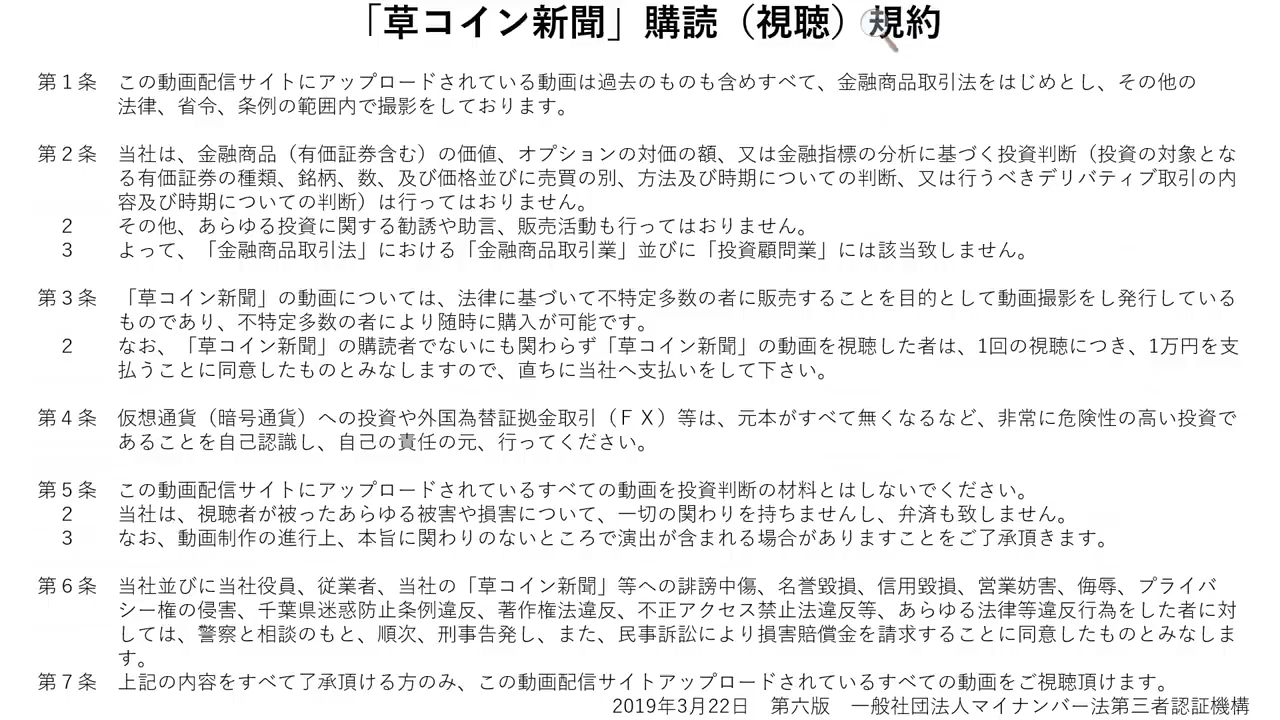 「草コイン新聞」購読（視聴）規約
第１条　この動画配信サイトにアップロードされている動画は過去のものも含めすべて、金融商品取引法をはじめとし、その他の
法律、省令、条例の範囲内で撮影をしております。
第２条　当社は、金融商品（有価証券含む）の価値、オプションの対価の額、又は金融指標の分析に基づく投資判断（投資の対象とな
る有価証券の種類、銘柄、数、及び価格並びに売買の別、方法及び時期についての判断、又は行うべきデリバティブ取引の内
容及び時期についての判断）は行ってはおりません。
２　その他、あらゆる投資に関する勧誘や助言、販売活動も行ってはおりません。
３　よって、「金融商品取引法」における「金融商品取引業」並びに「投資顧問業」には該当致しません。
第３条　「草コイン新聞」の動画については、法律に基づいて不特定多数の者に販売することを目的として動画撮影をし発行している
ものであり、不特定多数の者により随時に購入が可能です。
２　なお、「草コイン新聞」の購読者でないにも関わらず「草コイン新聞」の動画を視聴した者は、1回の視聴につき、1万円を支
払うことに同意したものとみなしますので、直ちに当社へ支払いをして下さい。
第４条　仮想通貨（暗号通貨）への投資や外国為替証拠金取引（ＦＸ）等は、元本がすべて無くなるなど、非常に危険性の高い投資で
あることを自己認識し、自己の責任の元、行ってください。
第５条　この動画配信サイトにアップロードされているすべての動画を投資判断の材料とはしないでください。
２　当社は、視聴者が被ったあらゆる被害や損害について、一切の関わりを持ちませんし、弁済も致しません。
３　なお、動画制作の進行上、本旨に関わりのないところで演出が含まれる場合がありますことをご了承頂きます。
第６条　当社並びに当社役員、従業者、当社の「草コイン新聞」等への誹謗中傷、名誉毀損、信用毀損、営業妨害、侮辱、プライバ
シー権の侵害、千葉県迷惑防止条例違反、著作権法違反、不正アクセス禁止法違反等、あらゆる法律等違反行為をした者に対
しては、警察と相談のもと、順次、刑事告発し、また、民事訴訟により損害賠償金を請求することに同意したものとみなしま
す。
第７条　上記の内容をすべて了承頂ける方のみ、この動画配信サイトアップロードされているすべての動画をご視聴頂けます。
2019年3月22日　第六版　一般社団法人マイナンバー法第三者認証機構